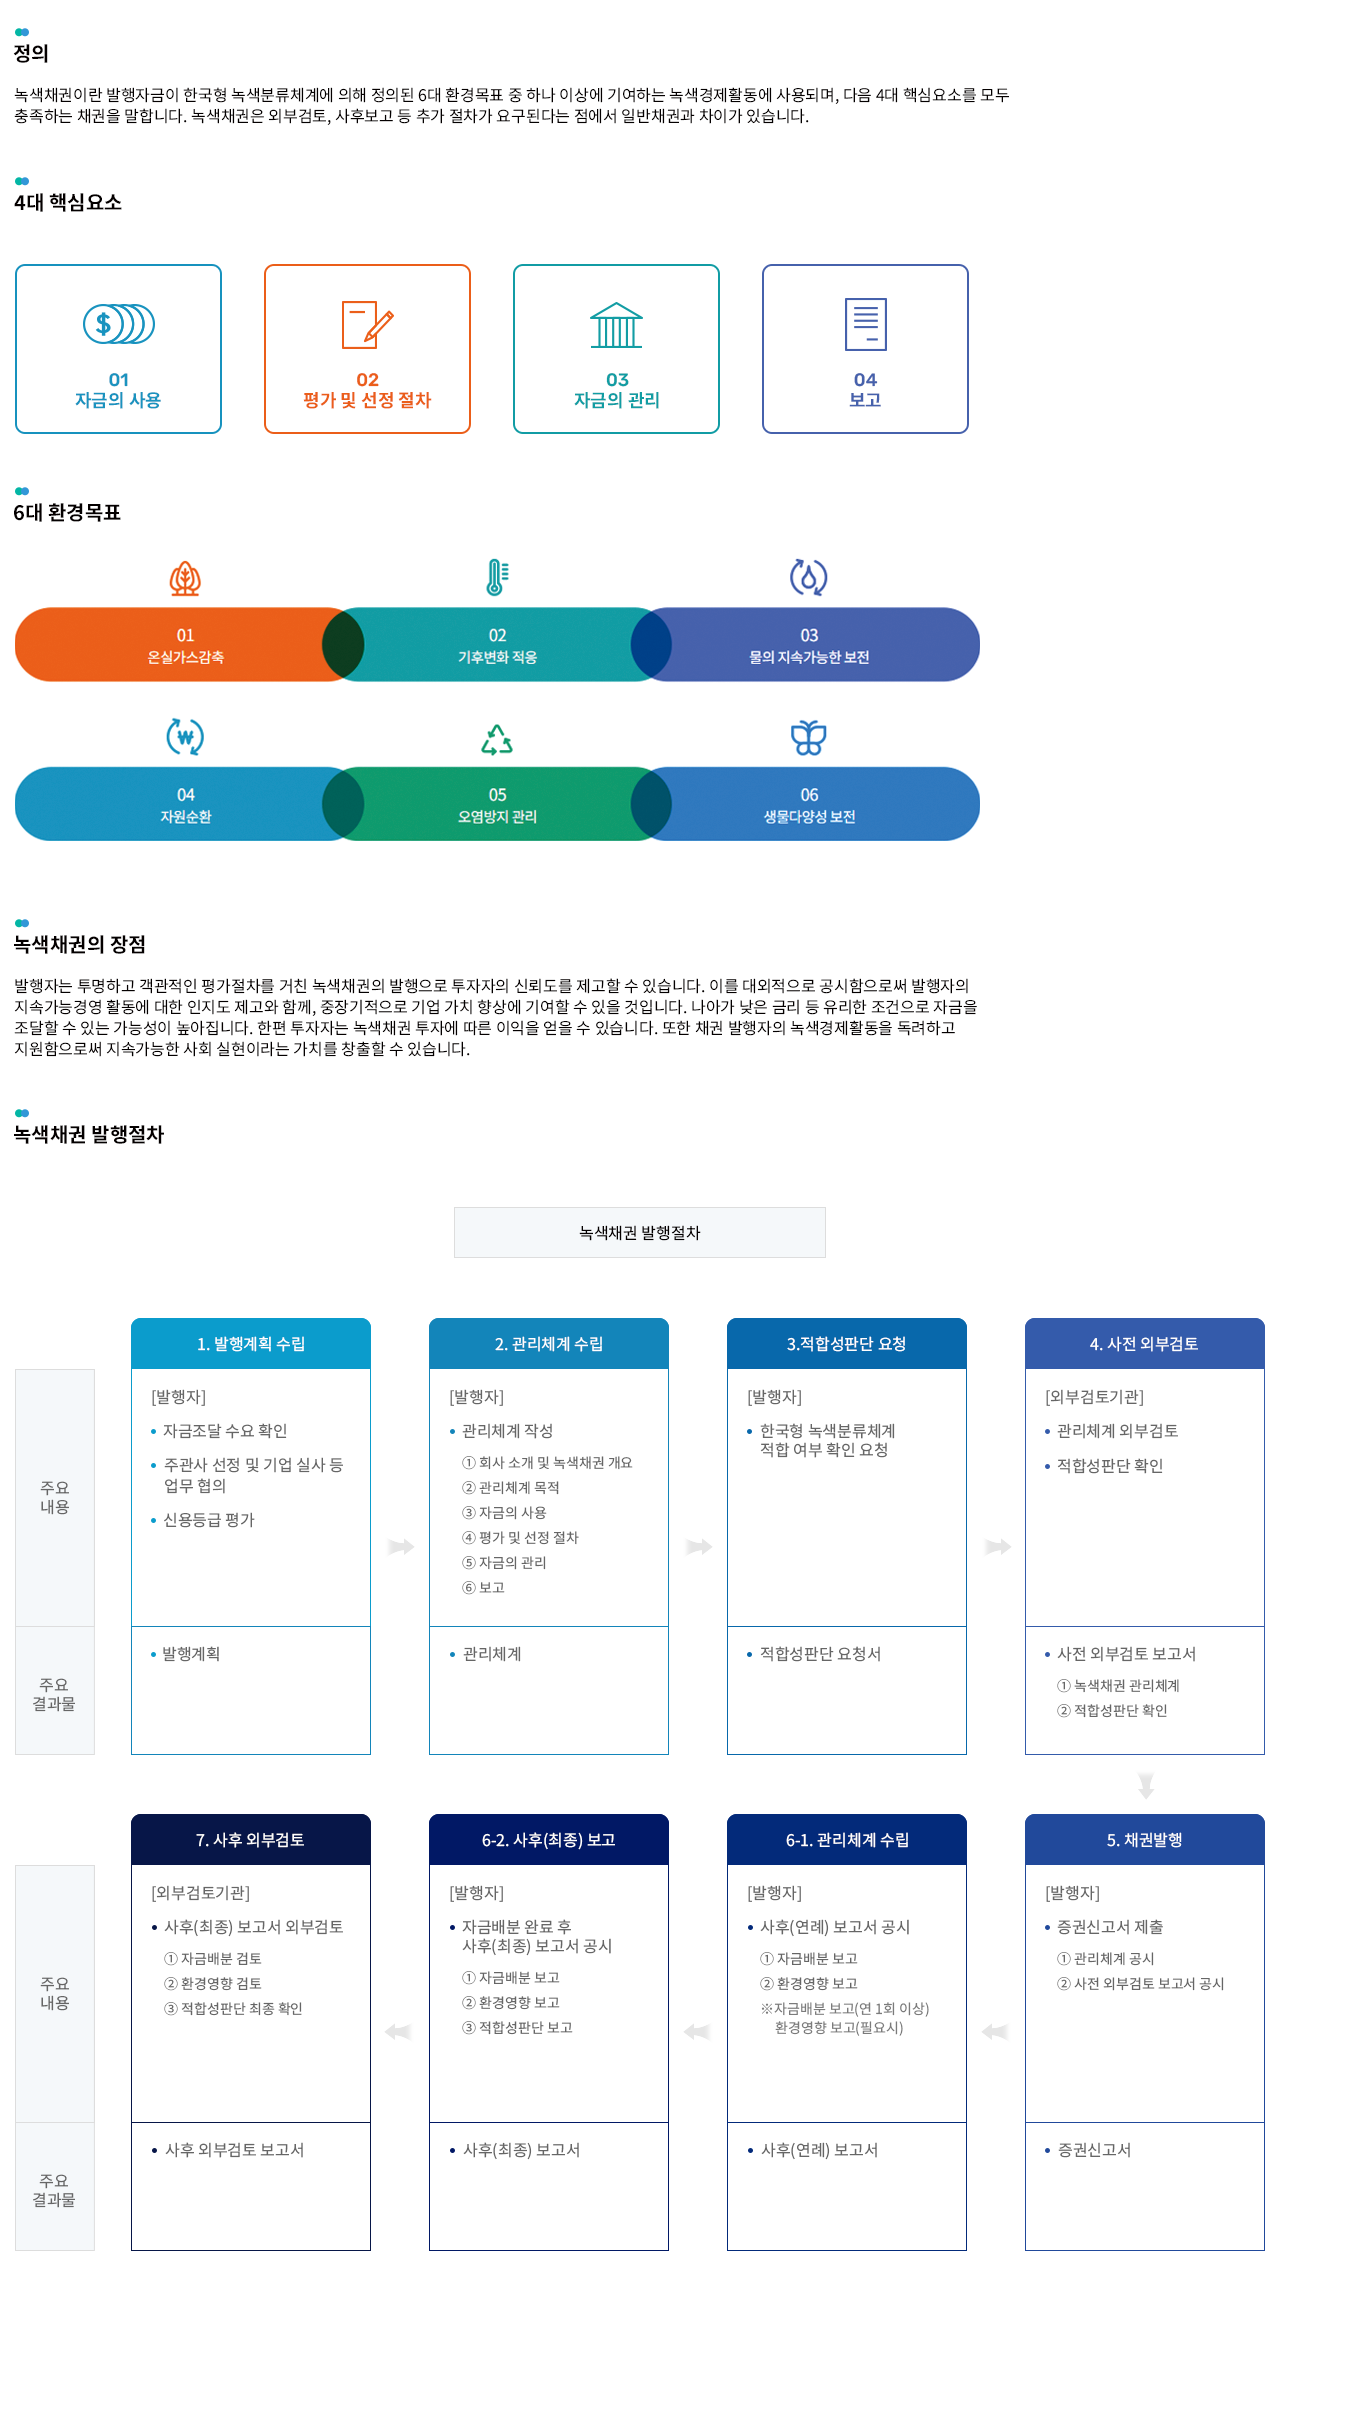 정의
녹색채권이란 발행자금이 한국형 녹색분류체계에 의해 정의된 6대 환경목표 중 하나 이상에 기여하는 녹색경제활동에 사용되며, 다음 4대 핵심요소를 모두
충족하는 채권을 말합니다. 녹색채권은 외부검토, 사후보고 등 추가 절차가 요구된다는 점에서 일반채권과 차이가 있습니다.
4대 핵심요소
$
01
자금의 사용
02
평가 및 선정 절차
03
자금의 관리
04
보고
6대 환경목표
01
온실가스감축
02
기후변화 적응
03
물의 지속가능한 보전
₩
04
자원순환
05
오염방지 관리
06
생물다양성 보전
녹색채권의 장점
발행자는 투명하고 객관적인 평가절차를 거친 녹색채권의 발행으로 투자자의 신뢰도를 제고할 수 있습니다. 이를 대외적으로 공시함으로써 발행자의
지속가능경영 활동에 대한 인지도 제고와 함께, 중장기적으로 기업 가치 향상에 기여할 수 있을 것입니다. 나아가 낮은 금리 등 유리한 조건으로 자금을
조달할 수 있는 가능성이 높아집니다. 한편 투자자는 녹색채권 투자에 따른 이익을 얻을 수 있습니다. 또한 채권 발행자의 녹색경제활동을 독려하고
지원함으로써 지속가능한 사회 실현이라는 가치를 창출할 수 있습니다.
녹색채권 발행절차
녹색채권 발행절차
주요
내용
주요
결과물
1. 발행계획 수립
[발행자]
• 자금조달 수요 확인
• 주관사 선정 및 기업 실사 등
업무 협의
• 신용등급 평가
• 발행계획
2. 관리체계 수립
[발행자]
• 관리체계 작성
① 회사 소개 및 녹색채권 개요
② 관리체계 목적
③ 자금의 사용
④ 평가 및 선정 절차
⑤ 자금의 관리
⑥ 보고
• 관리체계
3.적합성판단 요청
[발행자]
• 한국형 녹색분류체계
적합 여부 확인 요청
• 적합성판단 요청서
4. 사전 외부검토
[외부검토기관]
• 관리체계 외부검토
• 적합성판단 확인
• 사전 외부검토 보고서
① 녹색채권 관리체계
② 적합성판단 확인
주요
내용
주요
결과물
7. 사후 외부검토
[외부검토기관]
• 사후(최종) 보고서 외부검토
① 자금배분 검토
② 환경영향 검토
③ 적합성판단 최종 확인
• 사후 외부검토 보고서
6-2. 사후(최종) 보고
[발행자]
• 자금배분 완료 후
사후(최종) 보고서 공시
① 자금배분 보고
② 환경영향 보고
③ 적합성판단 보고
• 사후(최종) 보고서
6-1. 관리체계 수립
[발행자]
• 사후(연례) 보고서 공시
① 자금배분 보고
② 환경영향 보고
※자금배분 보고(연 1회 이상)
환경영향 보고(필요시)
• 사후(연례) 보고서
5. 채권발행
[발행자]
• 증권신고서 제출
① 관리체계 공시
② 사전 외부검토 보고서 공시
• 증권신고서